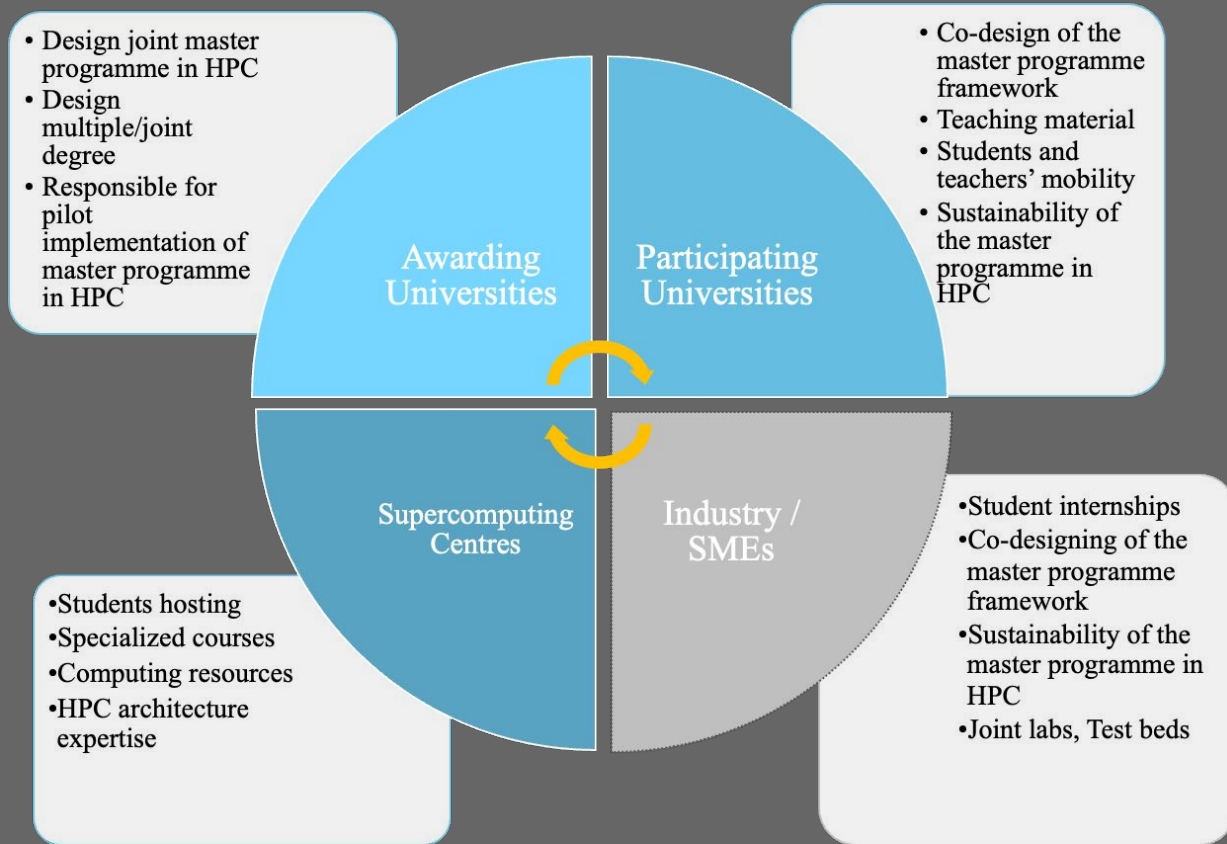 • Design joint master
programme in HPC
• Design
multiple/joint
degree
• Responsible for
pilot
implementation of
master programme
in HPC
• Co-design of the
master programme
framework
• Teaching material
• Students and
teachers’ mobility
• Sustainability of
the master
programme in
HPC
Awarding
Universities
Participating
Universities
Supercomputing
Centres
Industry /
SMEs
•Students hosting
•Specialized courses
•Computing resources
•HPC architecture
expertise
•Student internships
•Co-designing of the
master programme
framework
•Sustainability of the
master programme in
HPC
•Joint labs, Test beds